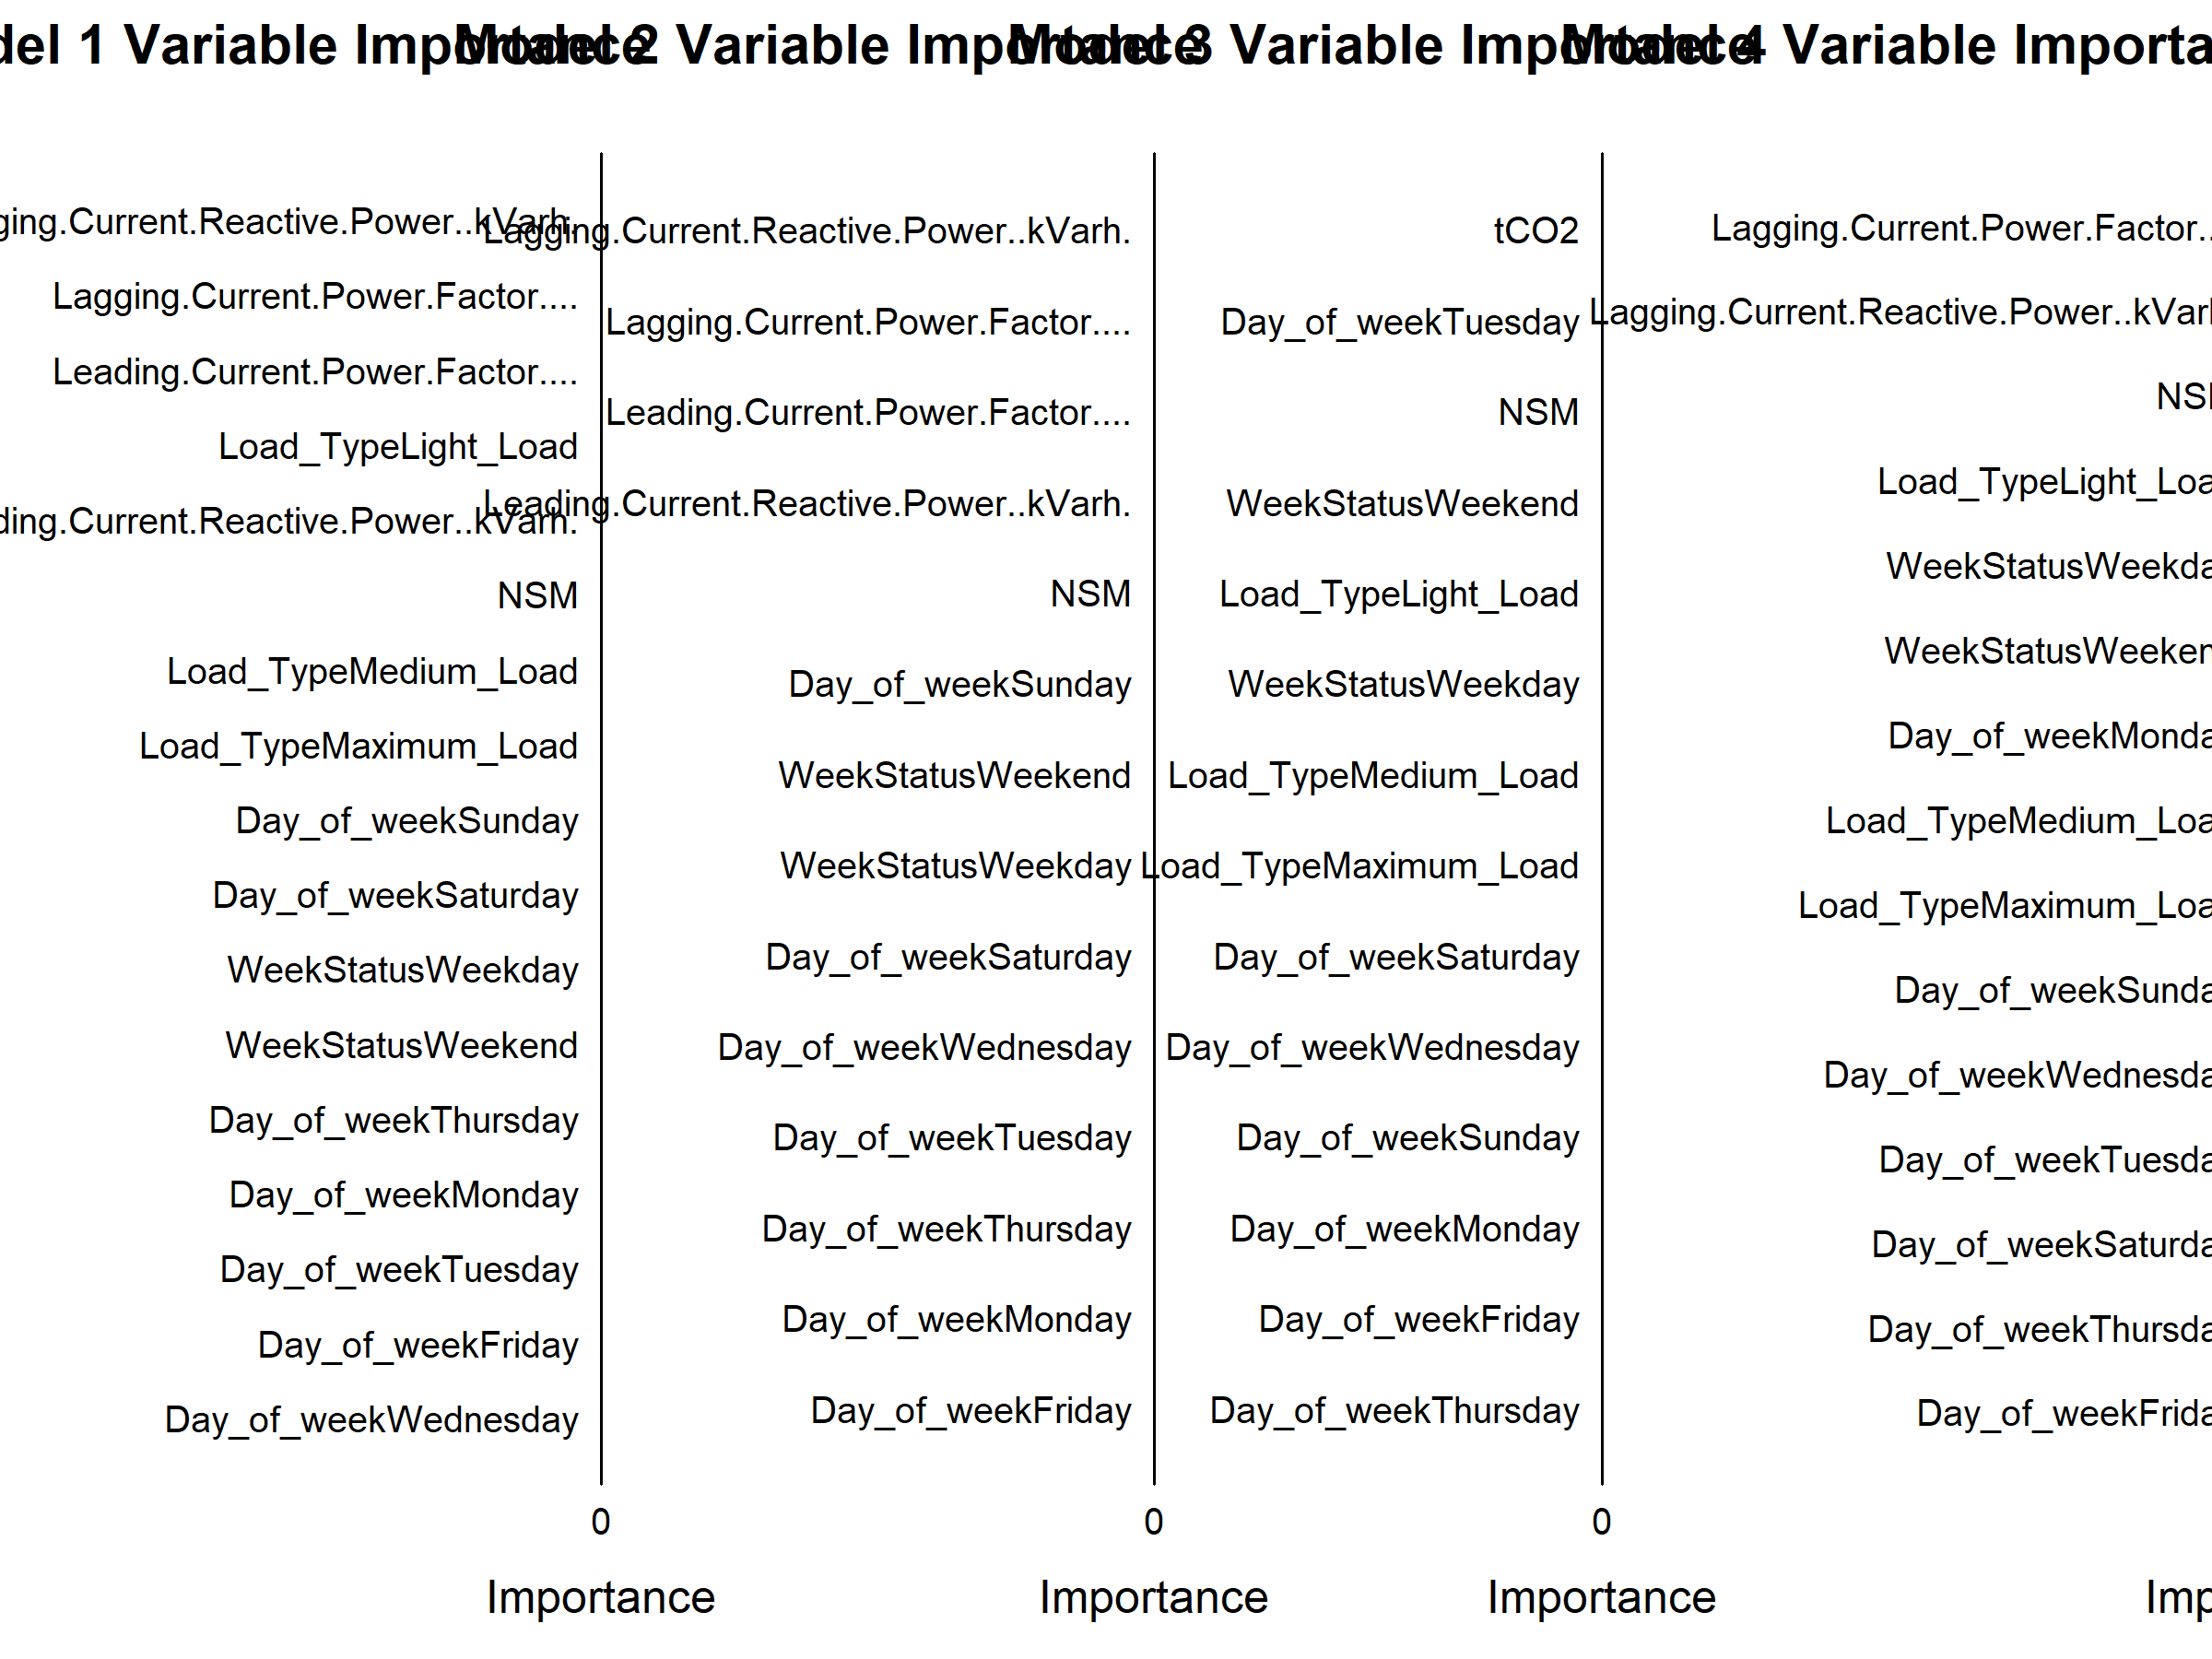 del 1 Variable Importance
Model 2 Variable Importance
Model 3 Variable Importance
Model 4 Variable Importa
ging.Current.Reactive.Power..kVarh.
Lagging.Current.Power.Factor....
Leading.Current.Power.Factor....
Load_TypeLight_Load
ding.Current.Reactive.Power..kVarh.
NSM
Load_TypeMedium_Load
Load_TypeMaximum_Load
Day_of_weekSunday
Day_of_weekSaturday
WeekStatusWeekday
WeekStatusWeekend
Day_of_weekThursday
Day_of_weekMonday
Day_of_weekTuesday
Day_of_weekFriday
Day_of_weekWednesday
0
Importance
Lagging.Current.Reactive.Power..kVarh.
Lagging.Current.Power.Factor....
Leading.Current.Power.Factor....
Leading.Current.Reactive.Power..kVarh.
NSM
Day_of_weekSunday
WeekStatusWeekend
WeekStatusWeekday
Day_of_weekSaturday
Day_of_weekWednesday
Day_of_weekTuesday
Day_of_weekThursday
Day_of_weekMonday
Day_of_weekFriday
0
Importance
tCO2
Day_of_weekTuesday
NSM
WeekStatusWeekend
Load_TypeLight_Load
WeekStatusWeekday
Load_TypeMedium_Load
Load_TypeMaximum_Load
Day_of_weekSaturday
Day_of_weekWednesday
Day_of_weekSunday
Day_of_weekMonday
Day_of_weekFriday
Day_of_weekThursday
0
Importance
Lagging.Current.Power.Factor..
Lagging.Current.Reactive.Power..kVarh
NSM
Load_TypeLight_Loa
WeekStatusWeekda
WeekStatusWeeken
Day_of_weekMonda
Load_TypeMedium_Loa
Load_TypeMaximum_Loa
Day_of_weekSunda
Day_of_weekWednesda
Day_of_weekTuesda
Day_of_weekSaturda
Day_of_weekThursda
Day_of_weekFrida
Imp